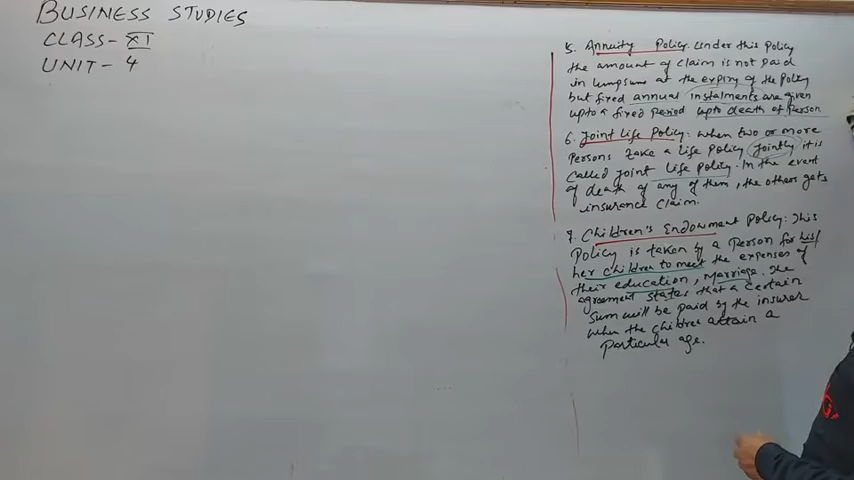 BUSINESS STUDIES
CLASS- XI
UNIT- 4
5. Annuity Policy. Under this Policy
the amount of claim is not paid
in lumpsum at the expiry of the Policy
but fixed annual instalments are given
upto a fixed period upto death of Person
6. Joint Life Policy: When two or more
Persons take a life Policy jointly it is
called joint life policy. In the event
of death of any of them, the others gets
insurance claim.
7. Children's Endowment Policy: This
Policy is taken by a Person for his/
her children to meet the expenses of
their education, Marriage. The
agreement states that a certain
sum will be paid by the insurer
when the children attain a
particular age.